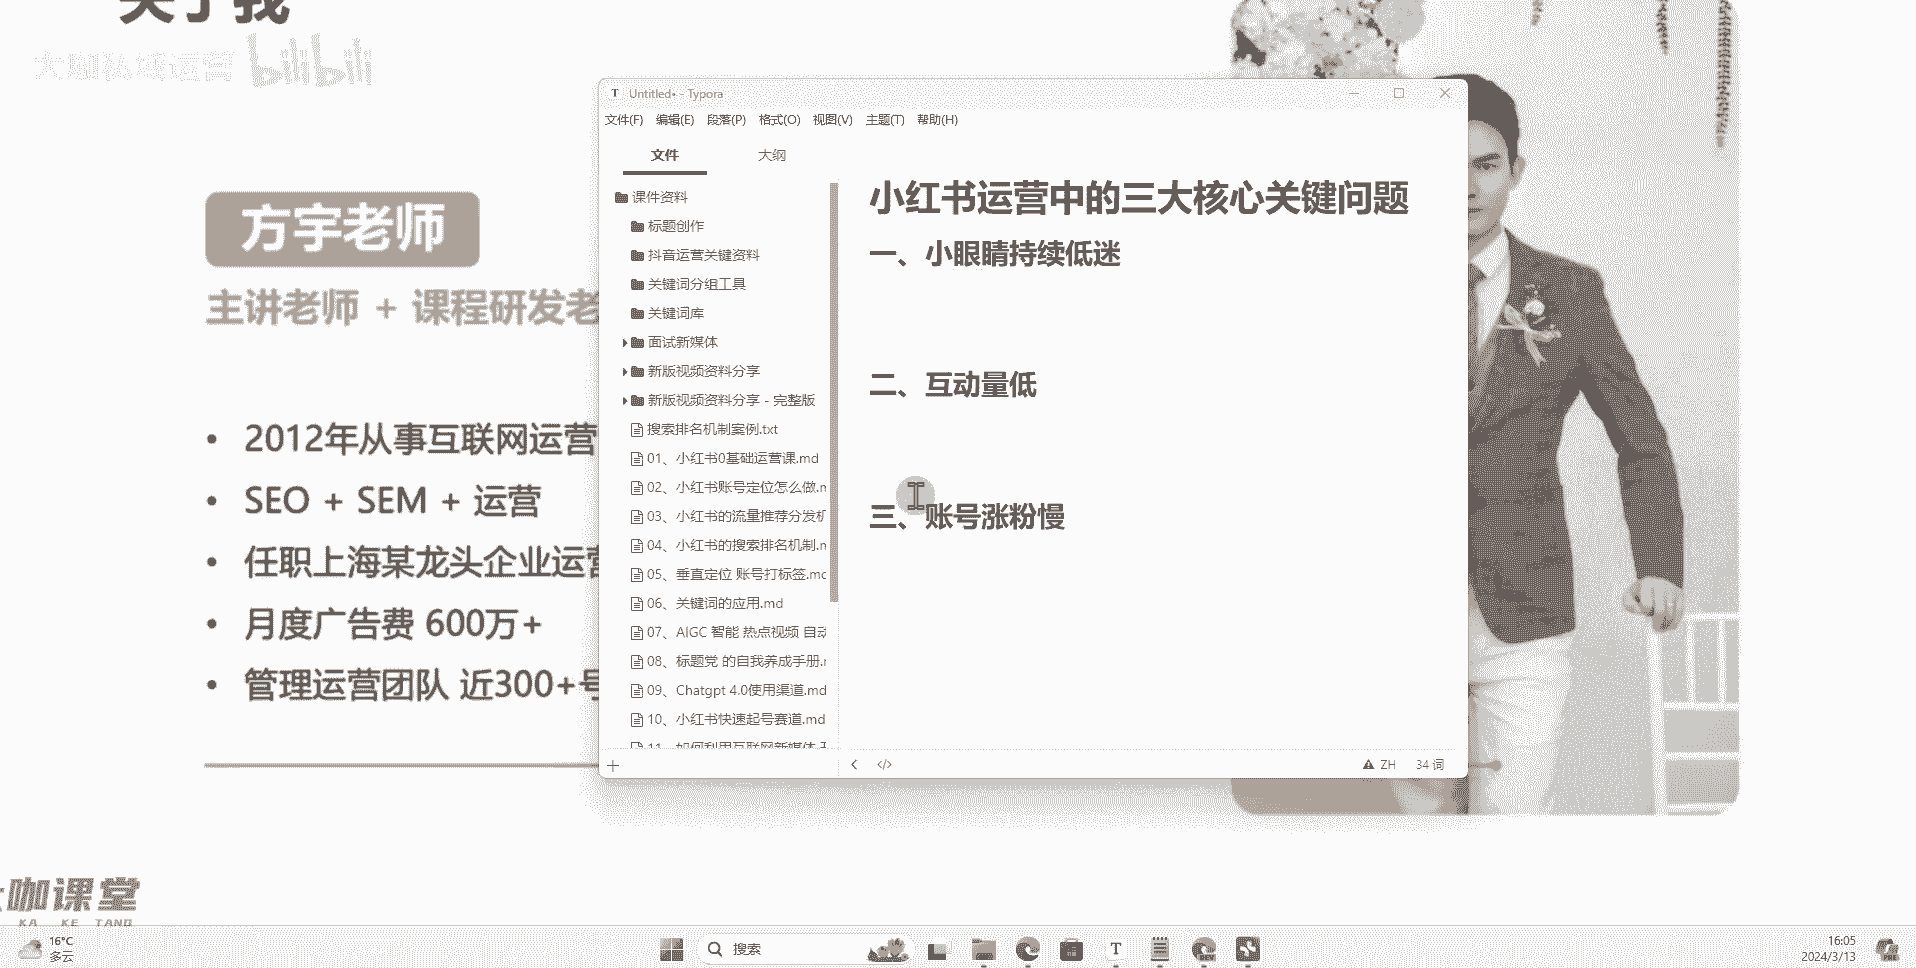 关于我
大咖私域运营 bilibili
方宇老师
主讲老师 + 课程研发老
2012年从事互联网运营
SEO + SEM + 运营
任职上海某龙头企业运营
月度广告费 600万+
管理运营团队 近300+号
Untitled• - Typora
文件(F) 编辑(E) 段落(P) 格式(O) 视图(V) 主题(T) 帮助(H)
文件 大纲
课件资料
标题创作
抖音运营关键资料
关键词分组工具
关键词库
面试新媒体
新版视频资料分享
新版视频资料分享 - 完整版
搜索排名机制案例.txt
01、小红书0基础运营课.md
02、小红书账号定位怎么做.m
03、小红书的流量推荐分发机
04、小红书的搜索排名机制.m
05、垂直定位 账号打标签.md
06、关键词的应用.md
07、AIGC 智能 热点视频 自动
08、标题党 的自我养成手册.m
09、Chatgpt 4.0使用渠道.md
10、小红书快速起号赛道.md
11、如何利用互联网新媒体
小红书运营中的三大核心关键问题
一、小眼睛持续低迷
二、互动量低
三、账号涨粉慢
ZH 34 词
大咖课堂
KA KE TANG
16°C
多云
搜索
16:05
2024/3/13